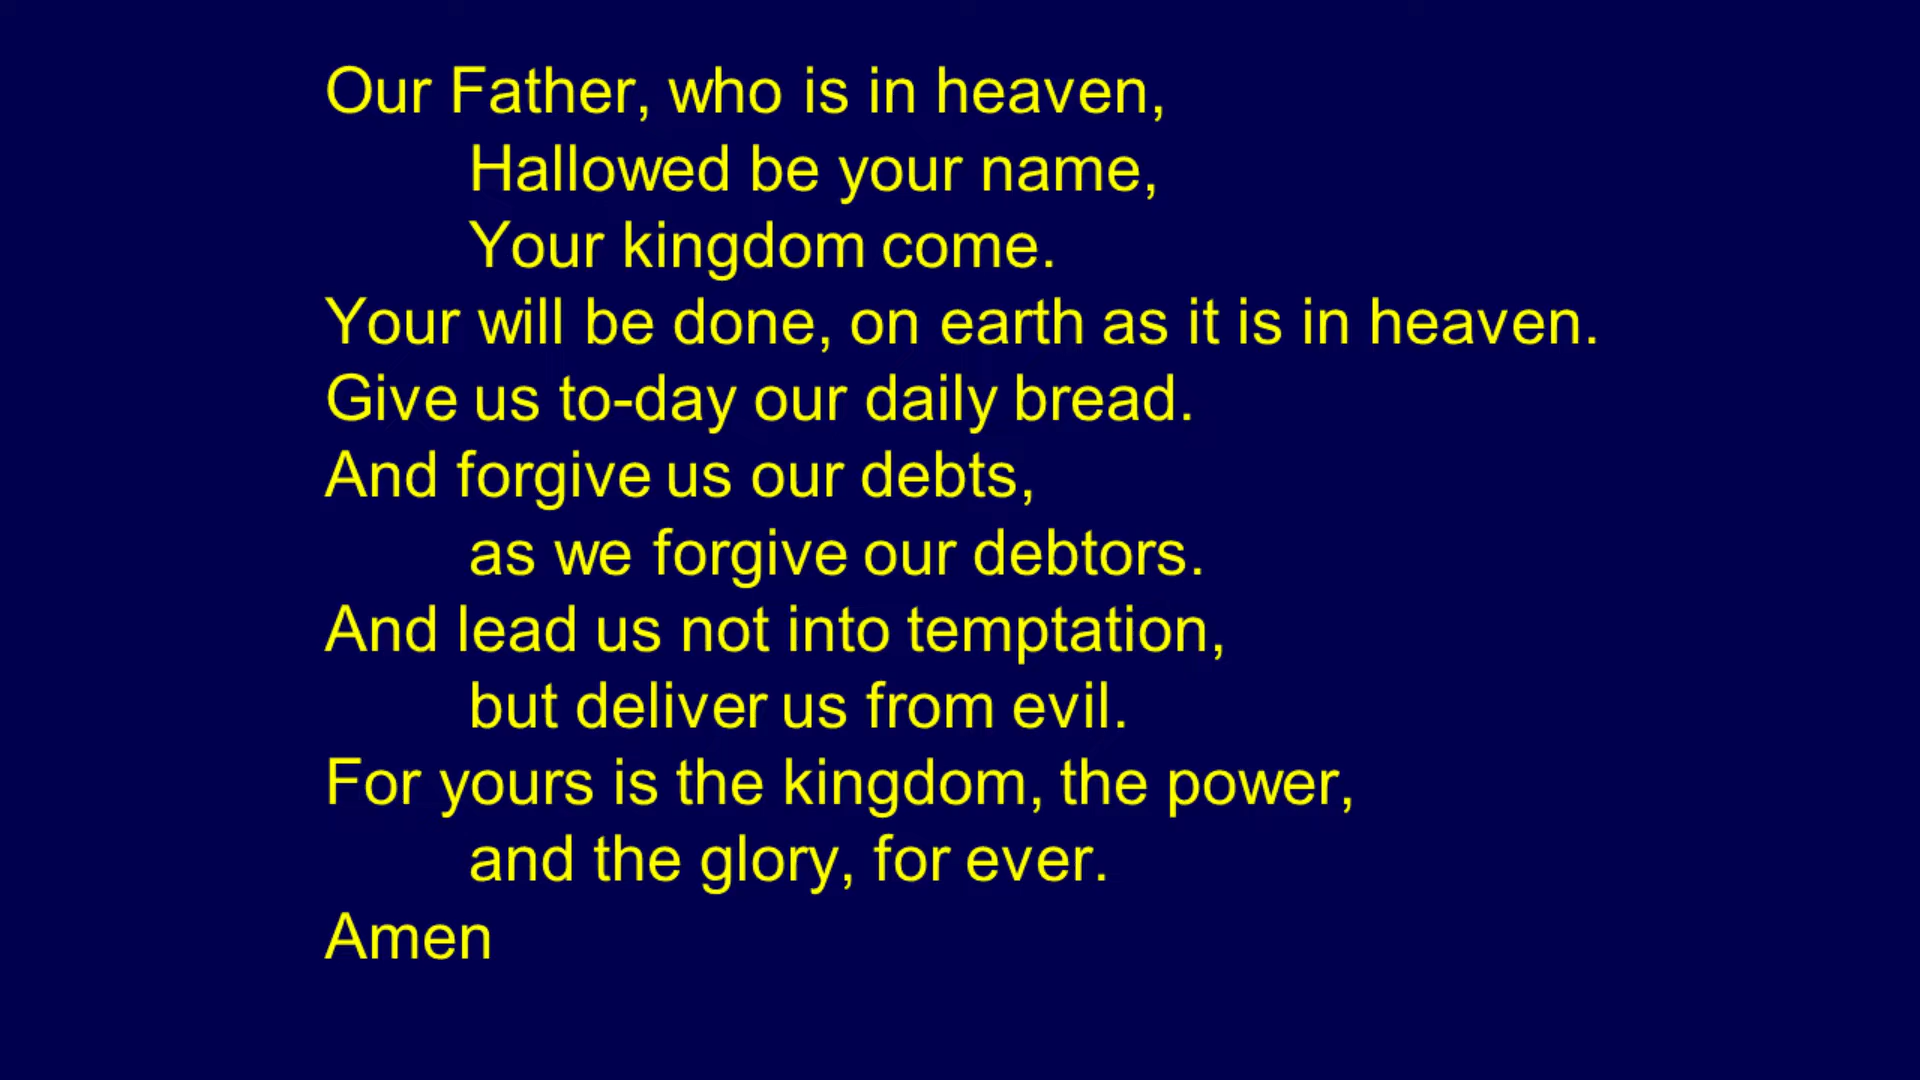 Our Father, who is in heaven,
Hallowed be your name,
Your kingdom come.
Your will be done, on earth as it is in heaven.
Give us to-day our daily bread.
And forgive us our debts,
as we forgive our debtors.
And lead us not into temptation,
but deliver us from evil.
For yours is the kingdom, the power,
and the glory, for ever.
Amen